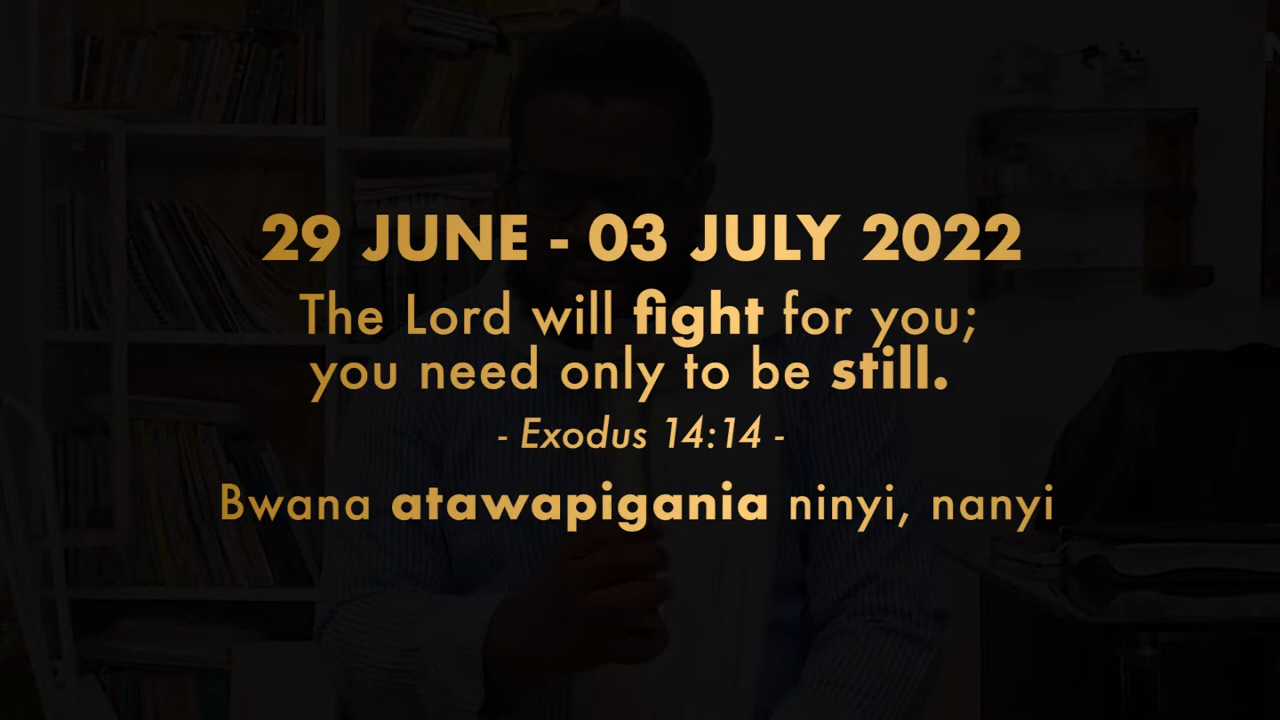 29 JUNE - 03 JULY 2022
The Lord will fight for you;
you need only to be still.
- Exodus 14:14 -
Bwana atawapigania ninyi, nanyi